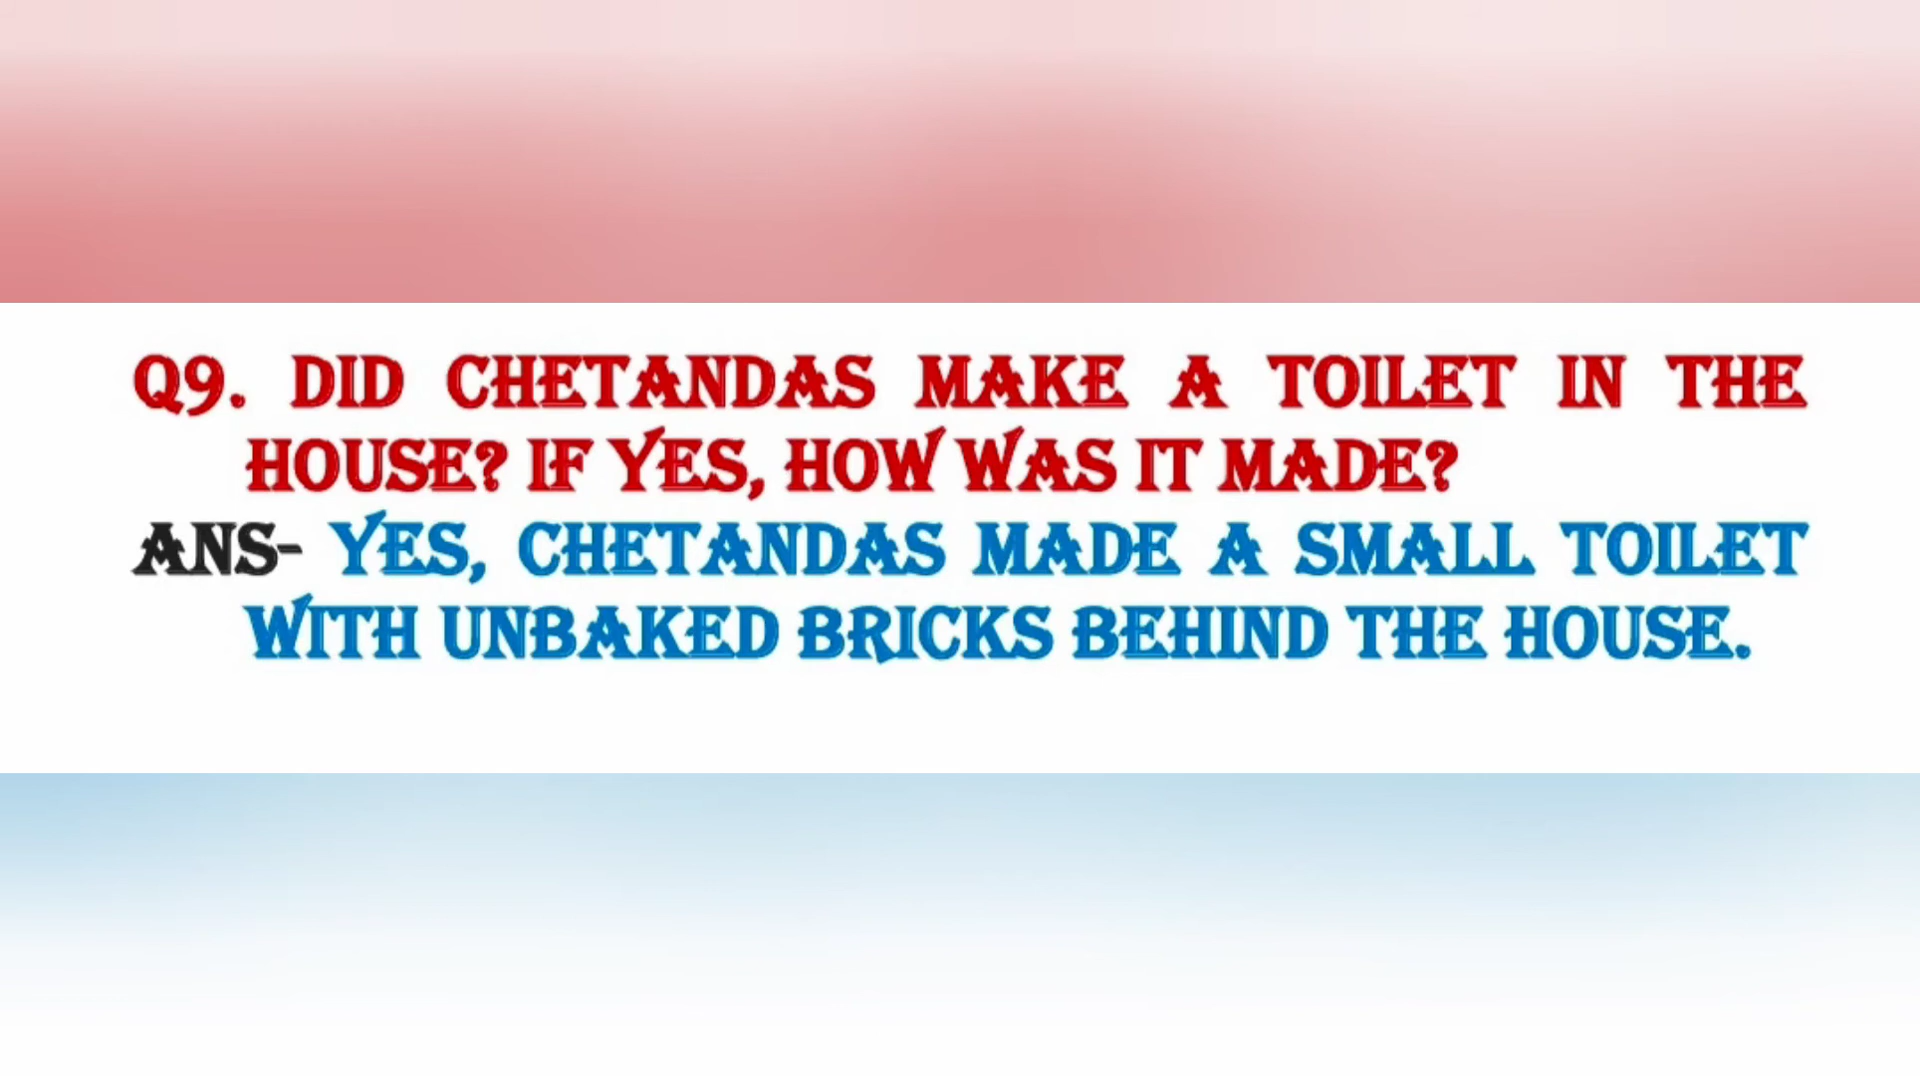 Q9. DID CHETANDAS MAKE A TOILET IN THE
HOUSE? IF YES, HOW WAS IT MADE?
ANS- YES, CHETANDAS MADE A SMALL TOILET
WITH UNBAKED BRICKS BEHIND THE HOUSE.